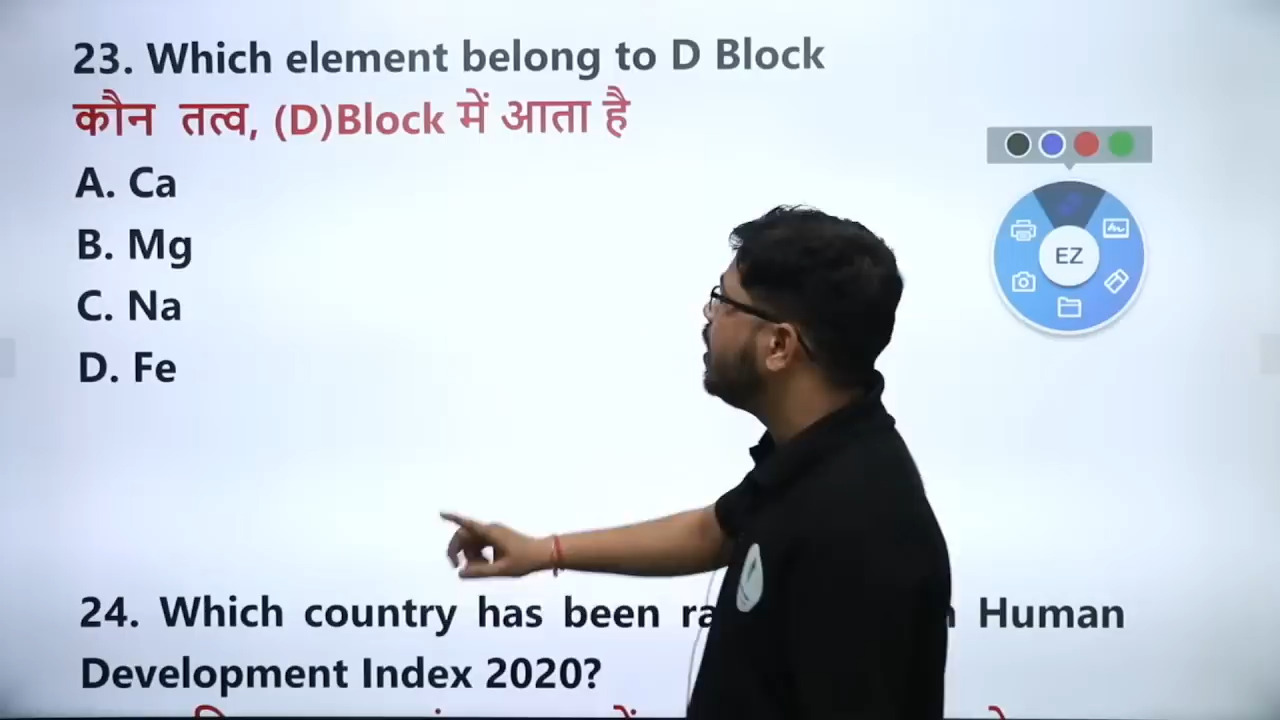 23. Which element belong to D Block
कौन तत्व, (D)Block में आता है
A. Ca
B. Mg
C. Na
D. Fe
EZ
24. Which country has been Human
Development Index 2020?